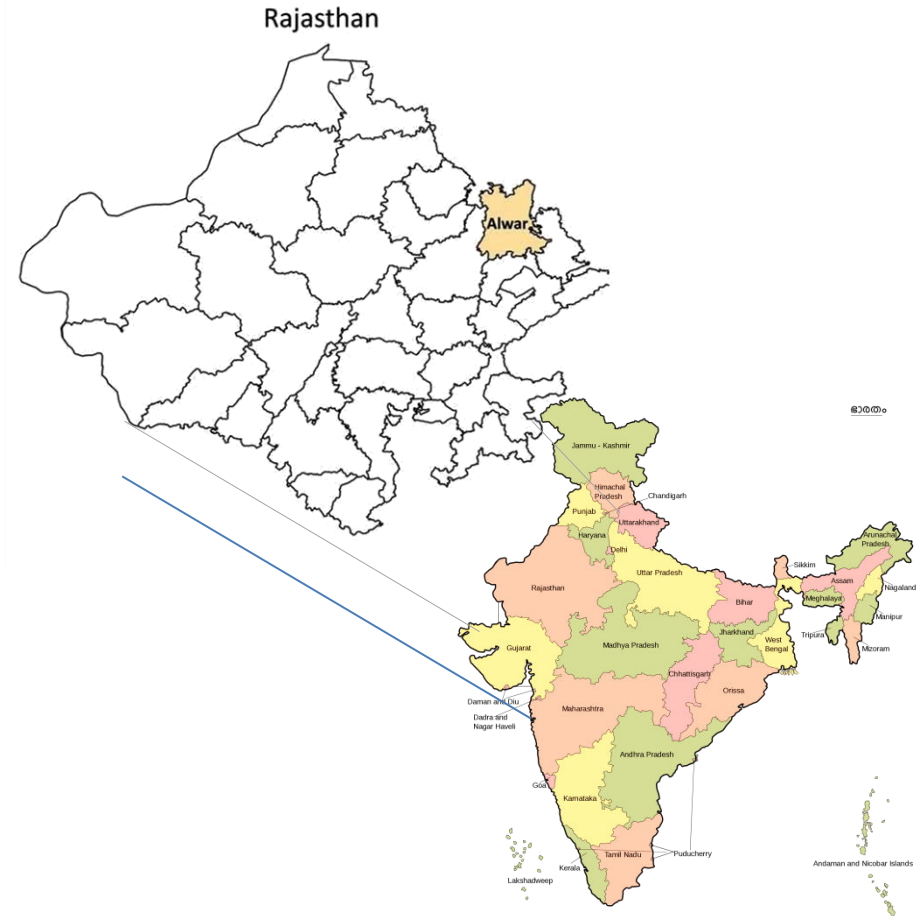 Rajasthan
Alwar
ഭാരതം
Jammu - Kashmir
Himachal
Pradesh
Chandigarh
Punjab
Uttarakhand
Haryana
Delhi
Arunachal
Pradesh
Sikkim
Uttar Pradesh
Assam
Nagaland
Rajasthan
Bihar
Meghalaya
Manipur
Jharkhand
Tripura
West
Bengal
Gujarat
Madhya Pradesh
Mizoram
Chhattisgarh
Orissa
Daman and Diu
Maharashtra
Dadra and
Nagar Haveli
Andhra Pradesh
Goa
Karnataka
Tamil Nadu
Puducherry
Kerala
Lakshadweep
Andaman and Nicobar Islands